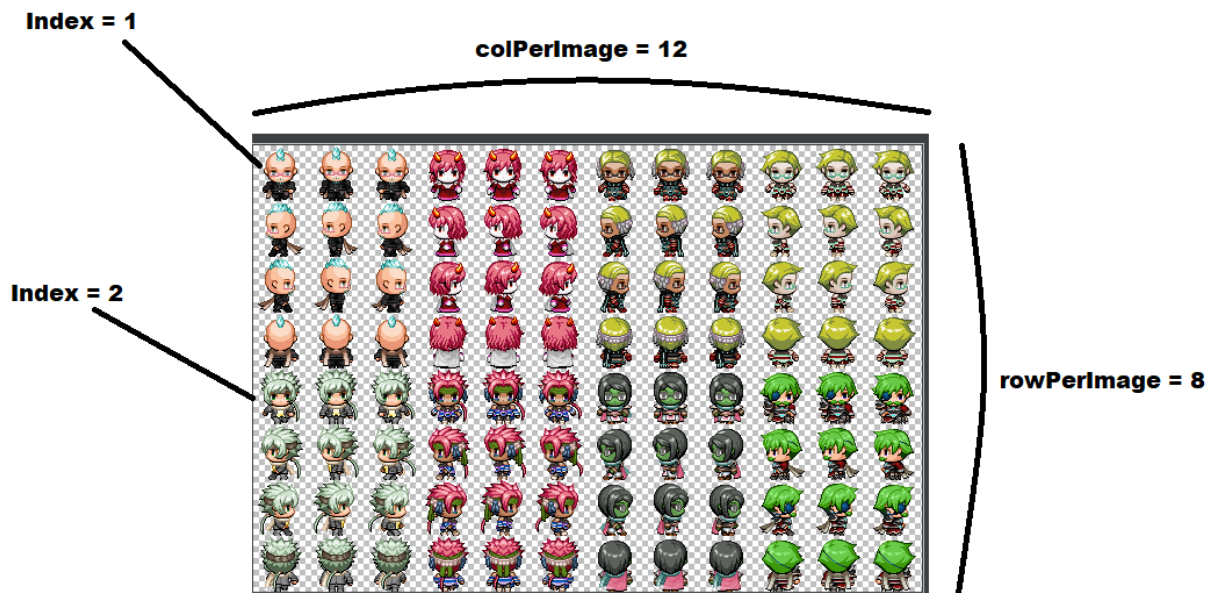 Index = 1
colPerImage = 12
Index = 2
rowPerImage = 8